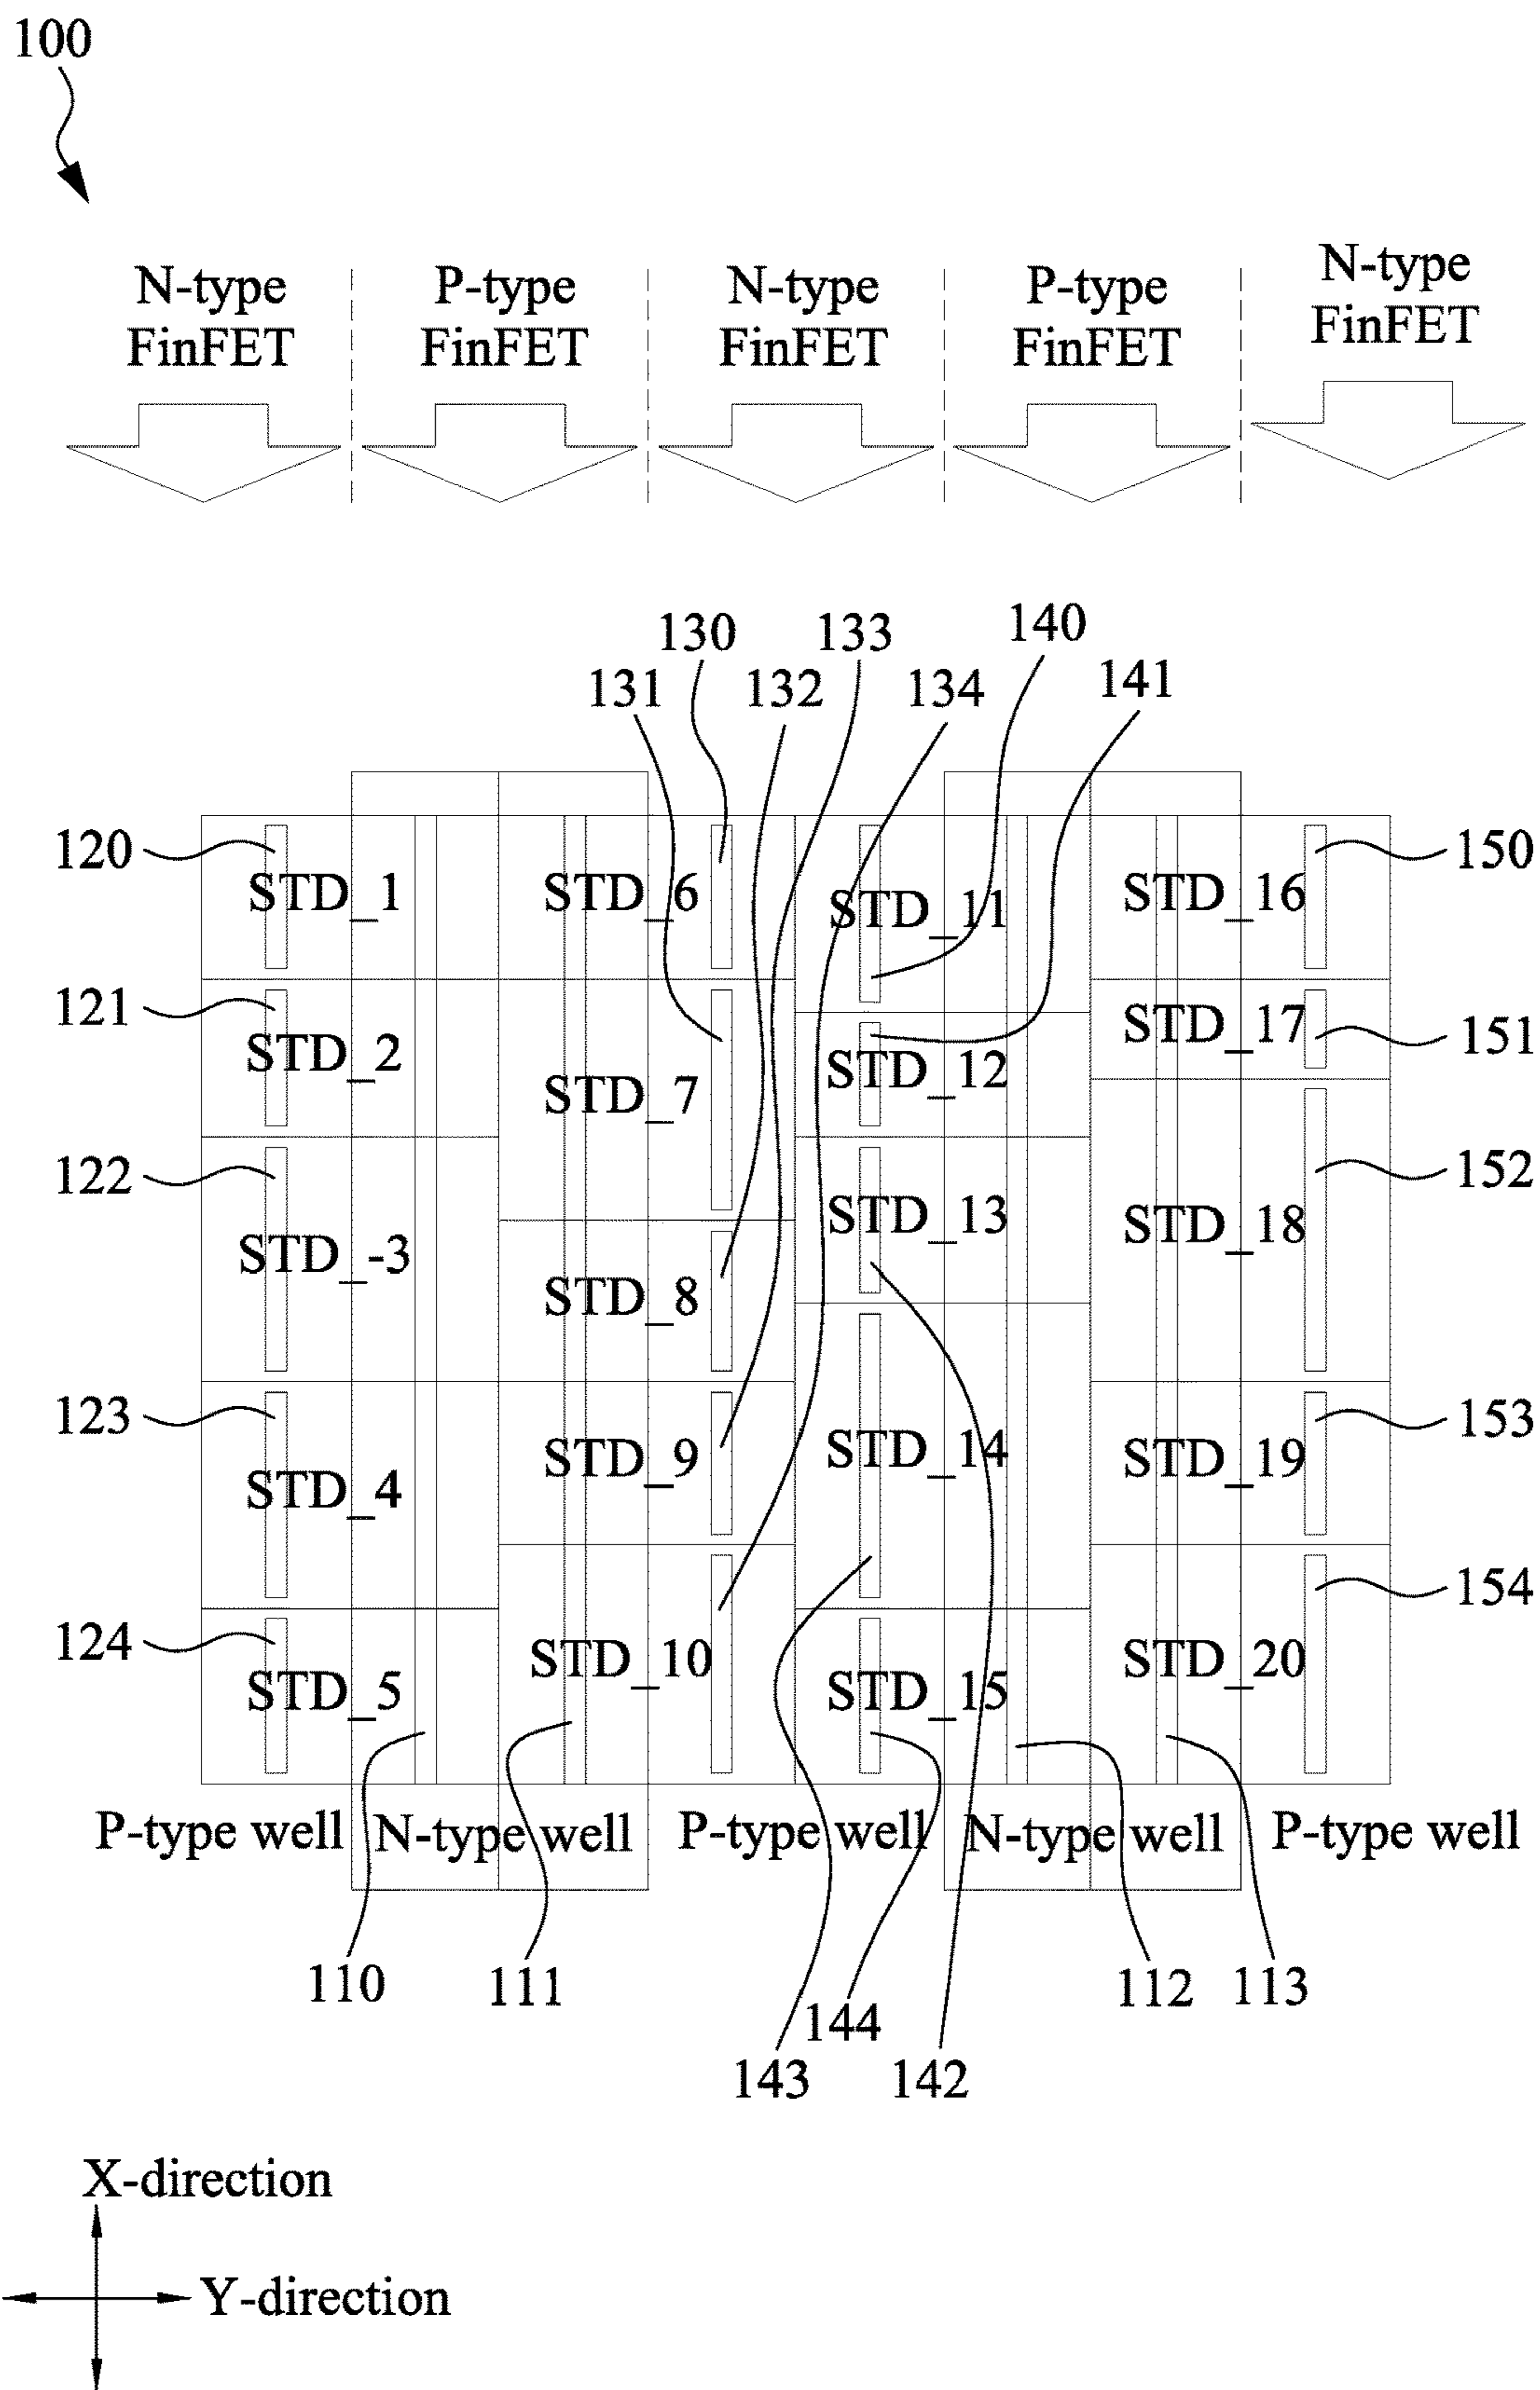 100
N-type
FinFET
P-type
FinFET
N-type
FinFET
P-type
FinFET
N-type
FinFET
130
133
140
131
132
134
141
120
STD_1
STD_6
STD_11
STD_16
150
121
STD_2
STD_7
STD_12
STD_17
151
122
STD_-3
STD_8
STD_13
STD_18
152
123
STD_4
STD_9
STD_14
STD_19
153
124
STD_5
STD_10
STD_15
STD_20
154
P-type well
N-type well
P-type well
N-type well
P-type well
110
111
112
113
144
143
142
X-direction
Y-direction